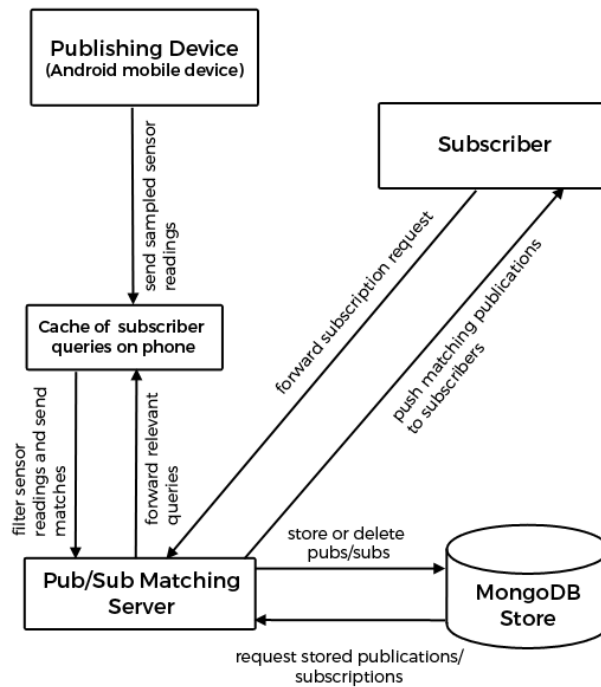 Publishing Device
(Android mobile device)
Subscriber
send sampled sensor
readings
forward subscription request
push matching publications
to subscribers
Cache of subscriber
queries on phone
filter sensor
readings and send
matches
forward relevant
queries
store or delete
pubs/subs
Pub/Sub Matching
Server
MongoDB
Store
request stored publications/
subscriptions